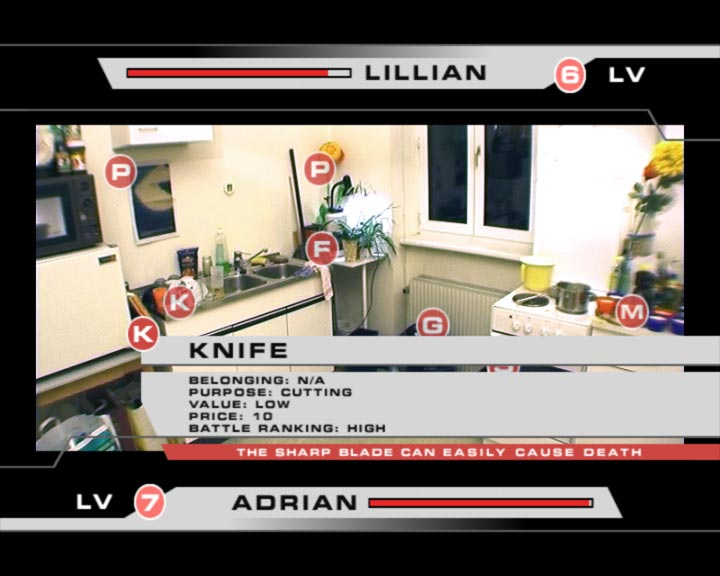 LILLIAN 6 LV
P
P
F
K
G
M
K
KNIFE
BELONGING: N/A
PURPOSE: CUTTING
VALUE: LOW
PRICE: 10
BATTLE RANKING: HIGH
THE SHARP BLADE CAN EASILY CAUSE DEATH
LV 7 ADRIAN